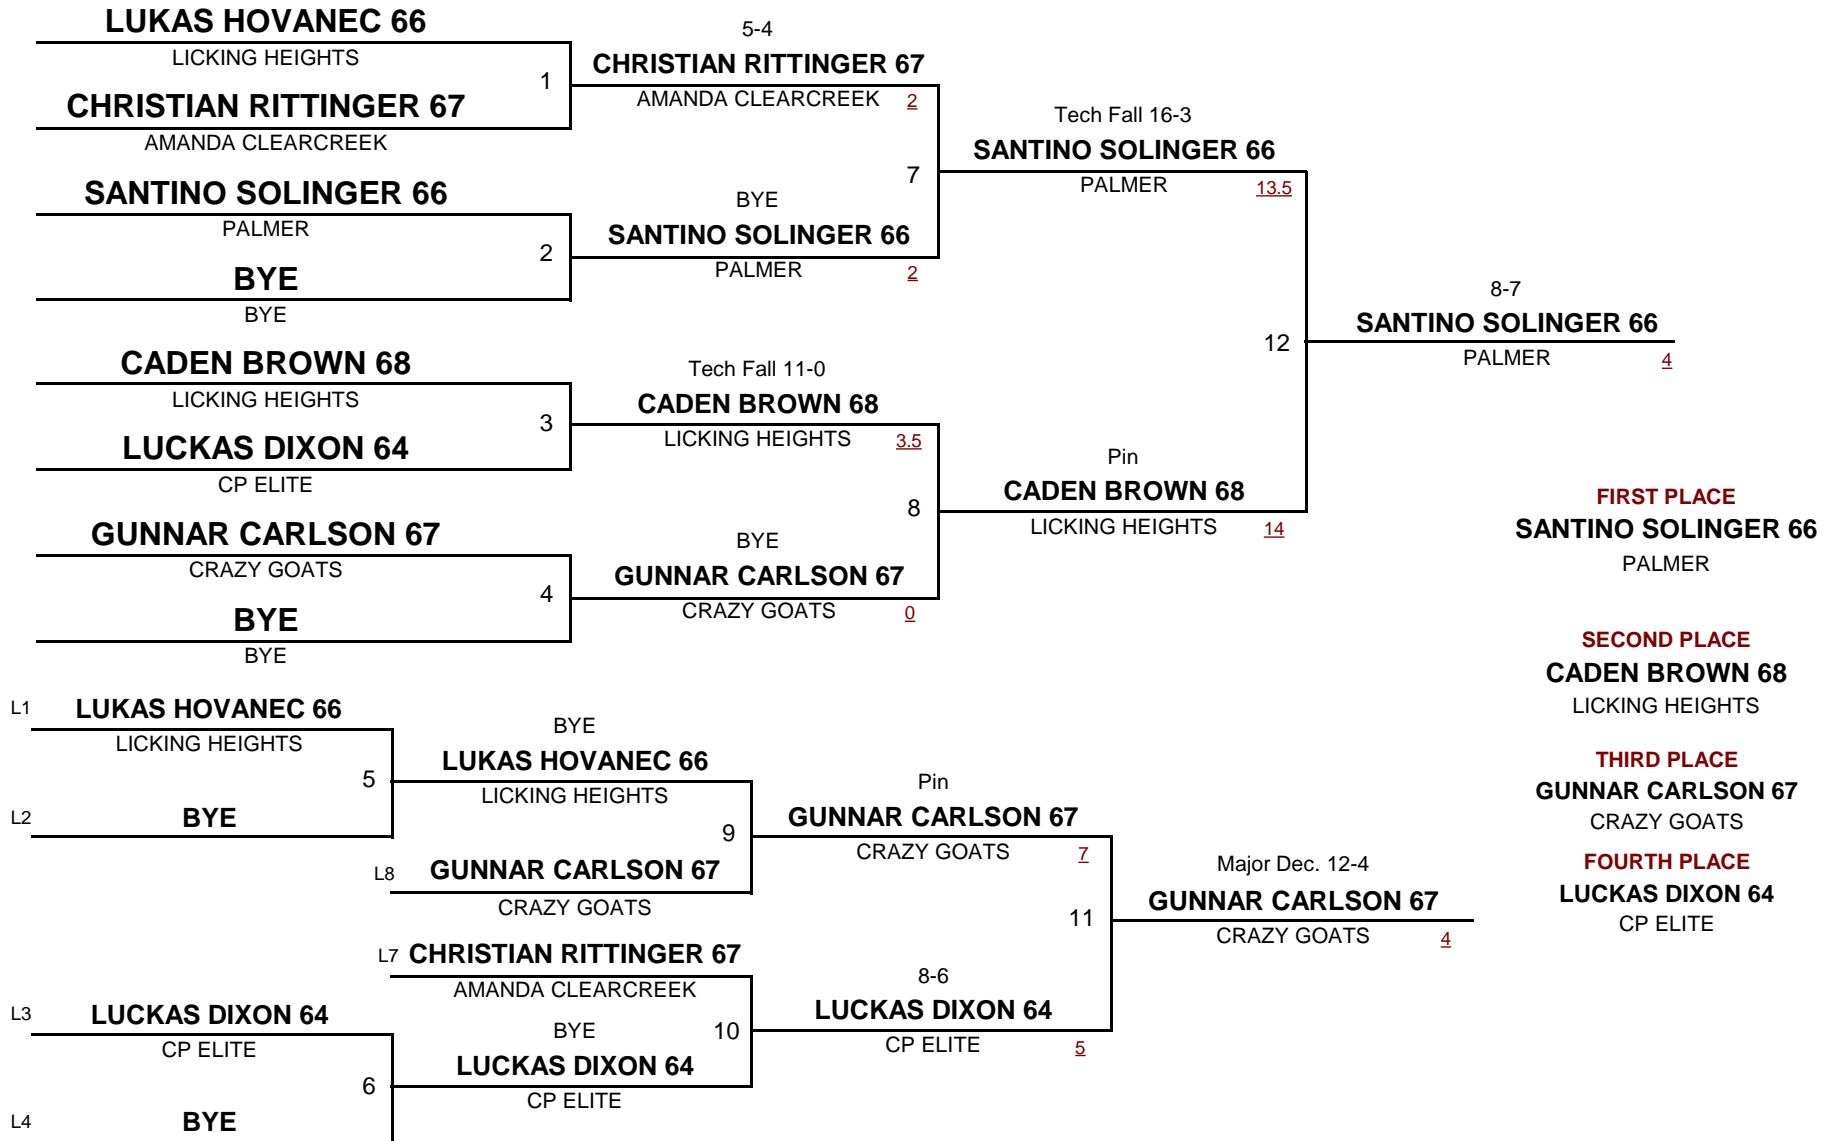 LUKAS HOVANEC 66
LICKING HEIGHTS
1
CHRISTIAN RITTINGER 67
AMANDA CLEARCREEK
SANTINO SOLINGER 66
PALMER
2
BYE
BYE
CADEN BROWN 68
LICKING HEIGHTS
3
LUCKAS DIXON 64
CP ELITE
GUNNAR CARLSON 67
CRAZY GOATS
4
BYE
BYE
5-4
CHRISTIAN RITTINGER 67
AMANDA CLEARCREEK 2
7
BYE
SANTINO SOLINGER 66
PALMER 2
Tech Fall 11-0
CADEN BROWN 68
LICKING HEIGHTS 3.5
8
BYE
GUNNAR CARLSON 67
CRAZY GOATS 0
Tech Fall 16-3
SANTINO SOLINGER 66
PALMER 13.5
12
Pin
CADEN BROWN 68
LICKING HEIGHTS 14
8-7
SANTINO SOLINGER 66
PALMER 4
FIRST PLACE
SANTINO SOLINGER 66
PALMER
SECOND PLACE
CADEN BROWN 68
LICKING HEIGHTS
THIRD PLACE
GUNNAR CARLSON 67
CRAZY GOATS
FOURTH PLACE
LUCKAS DIXON 64
CP ELITE
L1 LUKAS HOVANEC 66
LICKING HEIGHTS
5
L2 BYE
L3 LUCKAS DIXON 64
CP ELITE
6
L4 BYE
BYE
LUKAS HOVANEC 66
LICKING HEIGHTS
9
L8 GUNNAR CARLSON 67
CRAZY GOATS
L7 CHRISTIAN RITTINGER 67
AMANDA CLEARCREEK
BYE 10
LUCKAS DIXON 64
CP ELITE
Pin
GUNNAR CARLSON 67
CRAZY GOATS 7
11
8-6
LUCKAS DIXON 64
CP ELITE 5
Major Dec. 12-4
GUNNAR CARLSON 67
CRAZY GOATS 4